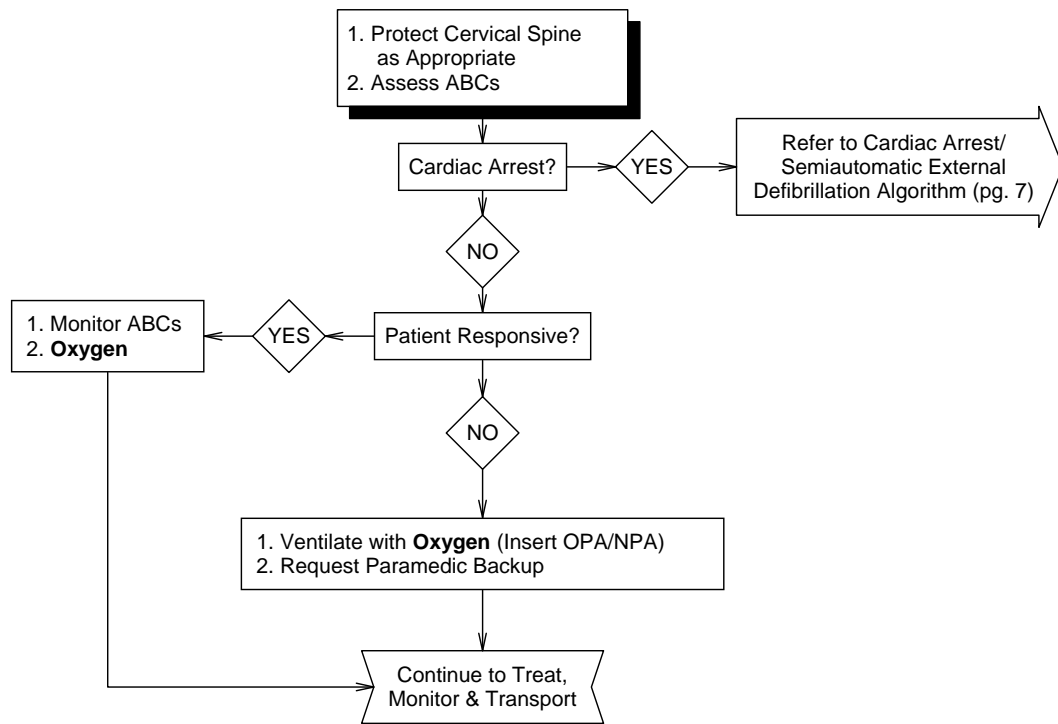 1. Protect Cervical Spine
as Appropriate
2. Assess ABCs
Cardiac Arrest?
YES
Refer to Cardiac Arrest/
Semiautomatic External
Defibrillation Algorithm (pg. 7)
NO
1. Monitor ABCs
2. Oxygen
YES
Patient Responsive?
NO
1. Ventilate with Oxygen (Insert OPA/NPA)
2. Request Paramedic Backup
Continue to Treat,
Monitor & Transport